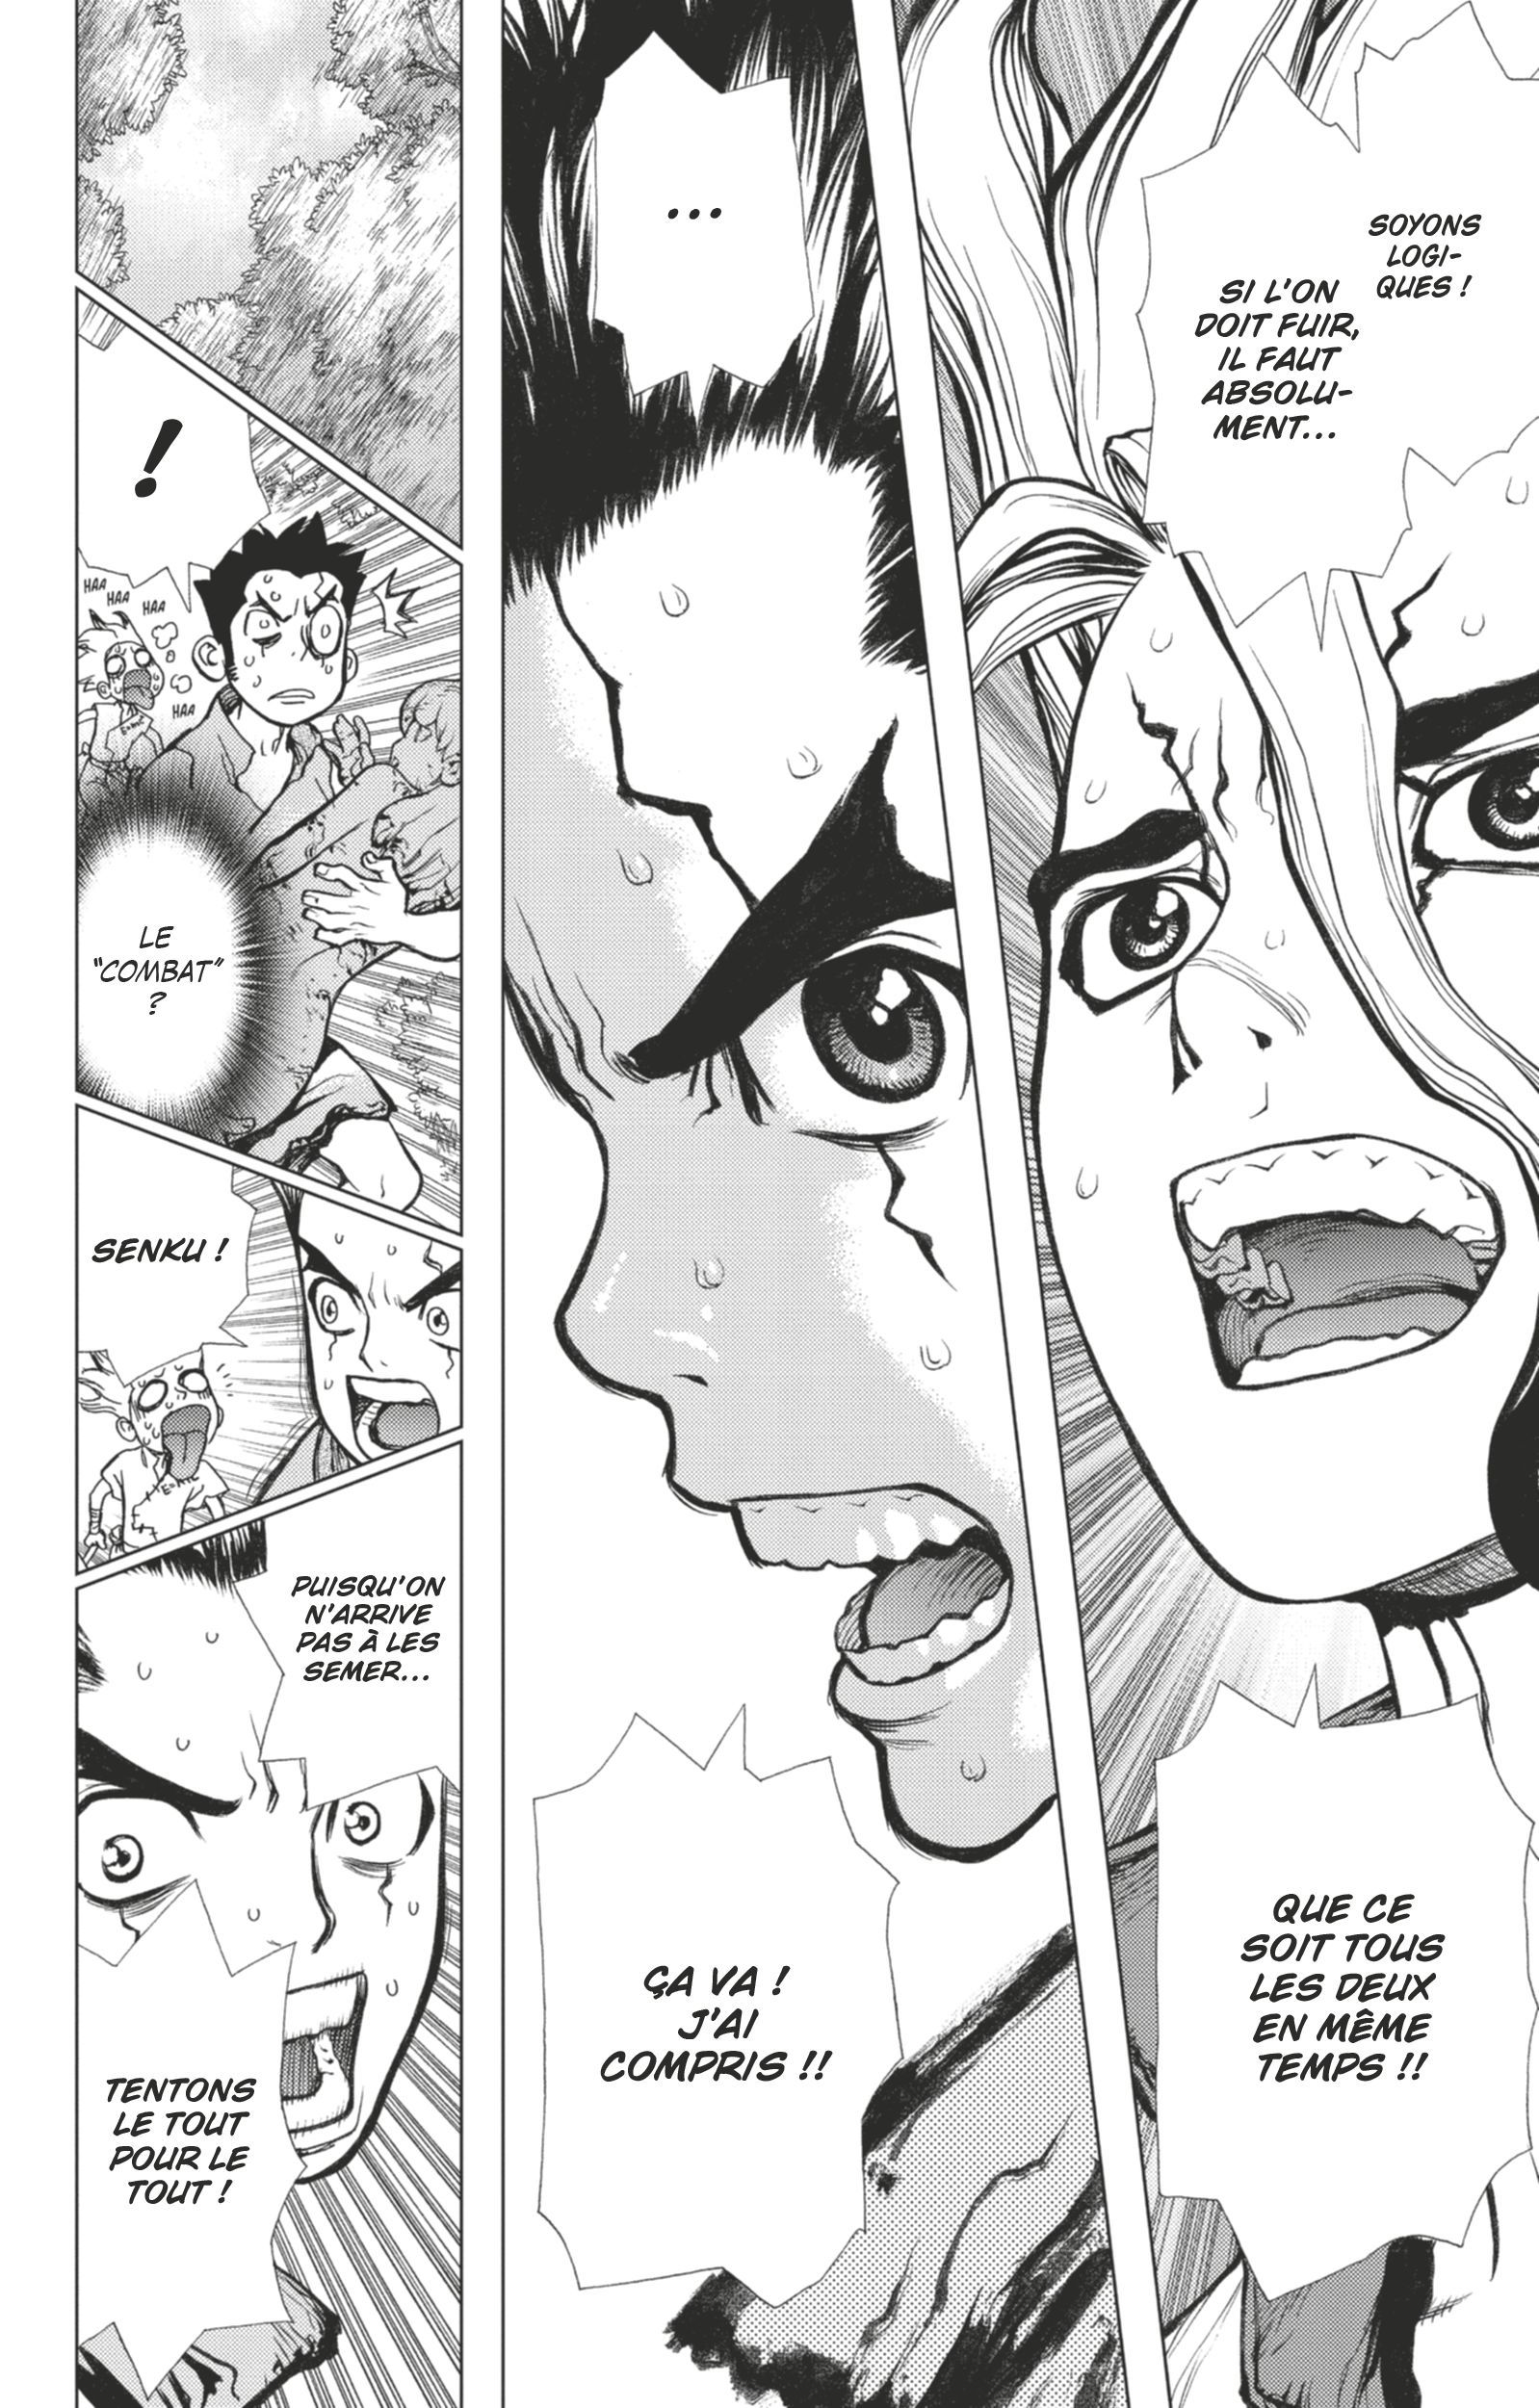 SOYONS
LOGI-
QUES !
SI L'ON
DOIT FUIR,
IL FAUT
ABSOLU-
MENT...
QUE CE
SOIT TOUS
LES DEUX
EN MÊME
TEMPS !!
...
ÇA VA !
J'AI
COMPRIS !!
!
HAA
HAA
HAA
HAA
E=MC²
LE
"COMBAT"
?
SENKU !
E=MC
PUISQU'ON
N'ARRIVE
PAS À LES
SEMER...
TENTONS
LE TOUT
POUR LE
TOUT !